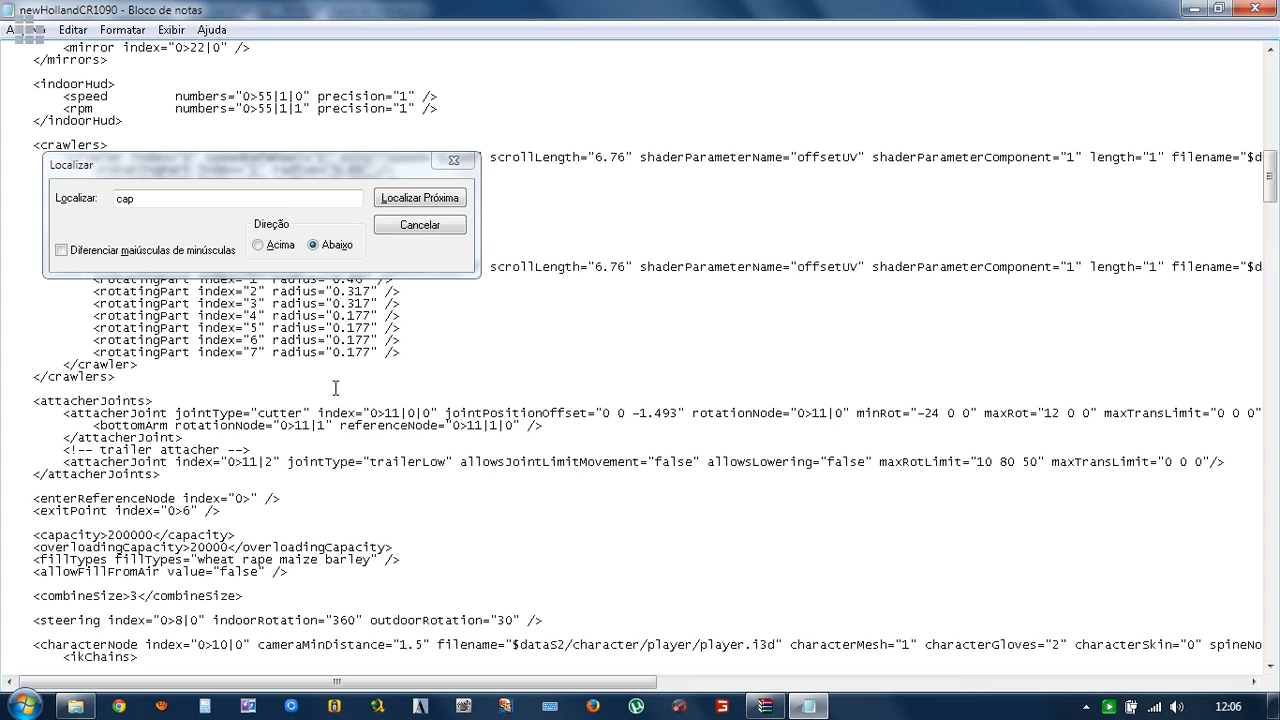 newHollandCR1090 - Bloco de notas
Editar Formatar Exibir Ajuda
<mirror index="0>22|0" />
</mirrors>
<indoorHud>
<speed numbers="0>55|1|0" precision="1" />
<rpm numbers="0>55|1|1" precision="1" />
</indoorHud>
<crawlers>
scrollLength="6.76" shaderParameterName="offsetUV" shaderParameterComponent="1" length="1" filename="$d
Localizar
Localizar: cap Localizar Próxima
Direção Cancelar
Diferenciar maiúsculas de minúsculas Acima Abaixo
scrollLength="6.76" shaderParameterName="offsetUV" shaderParameterComponent="1" length="1" filename="$d
<rotatingPart index="1" radius="0.46" />
<rotatingPart index="2" radius="0.317" />
<rotatingPart index="3" radius="0.317" />
<rotatingPart index="4" radius="0.177" />
<rotatingPart index="5" radius="0.177" />
<rotatingPart index="6" radius="0.177" />
<rotatingPart index="7" radius="0.177" />
</crawler>
</crawlers>
<attacherJoints>
<attacherJoint jointType="cutter" index="0>11|0|0" jointPositionOffset="0 0 -1.493" rotationNode="0>11|0" minRot="-24 0 0" maxRot="12 0 0" maxTransLimit="0 0 0"
<bottomArm rotationNode="0>11|1" referenceNode="0>11|1|0" />
</attacherJoint>
<!-- trailer attacher -->
<attacherJoint index="0>11|2" jointType="trailerLow" allowsJointLimitMovement="false" allowsLowering="false" maxRotLimit="10 80 50" maxTransLimit="0 0 0"/>
</attacherJoints>
<enterReferenceNode index="0>" />
<exitPoint index="0>6" />
<capacity>200000</capacity>
<overloadingCapacity>20000</overloadingCapacity>
<fillTypes fillTypes="wheat rape maize barley" />
<allowFillFromAir value="false" />
<combineSize>3</combineSize>
<steering index="0>8|0" indoorRotation="360" outdoorRotation="30" />
<characterNode index="0>10|0" cameraMinDistance="1.5" filename="$dataS2/character/player/player.i3d" characterMesh="1" characterGloves="2" characterSkin="0" spineNo
<ikChains>
12:06